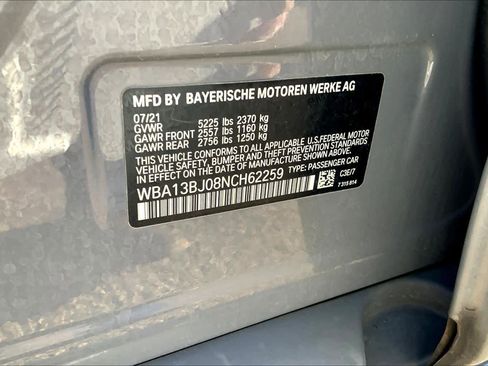 MFD BY BAYERISCHE MOTOREN WERKE AG
07/21
GVWR 5225 lbs 2370 kg
GAWR FRONT 2557 lbs 1160 kg
GAWR REAR 2756 lbs 1250 kg
THIS VEHICLE CONFORMS TO ALL APPLICABLE U.S.FEDERAL MOTOR
VEHICLE SAFETY, BUMPER AND THEFT PREVENTION STANDARDS IN
EFFECT ON THE DATE OF MANUFACTURE SHOWN ABOVE.
WBA13BJ08NCH62259 TYPE: PASSENGER CAR
C3E/7
7 319 814